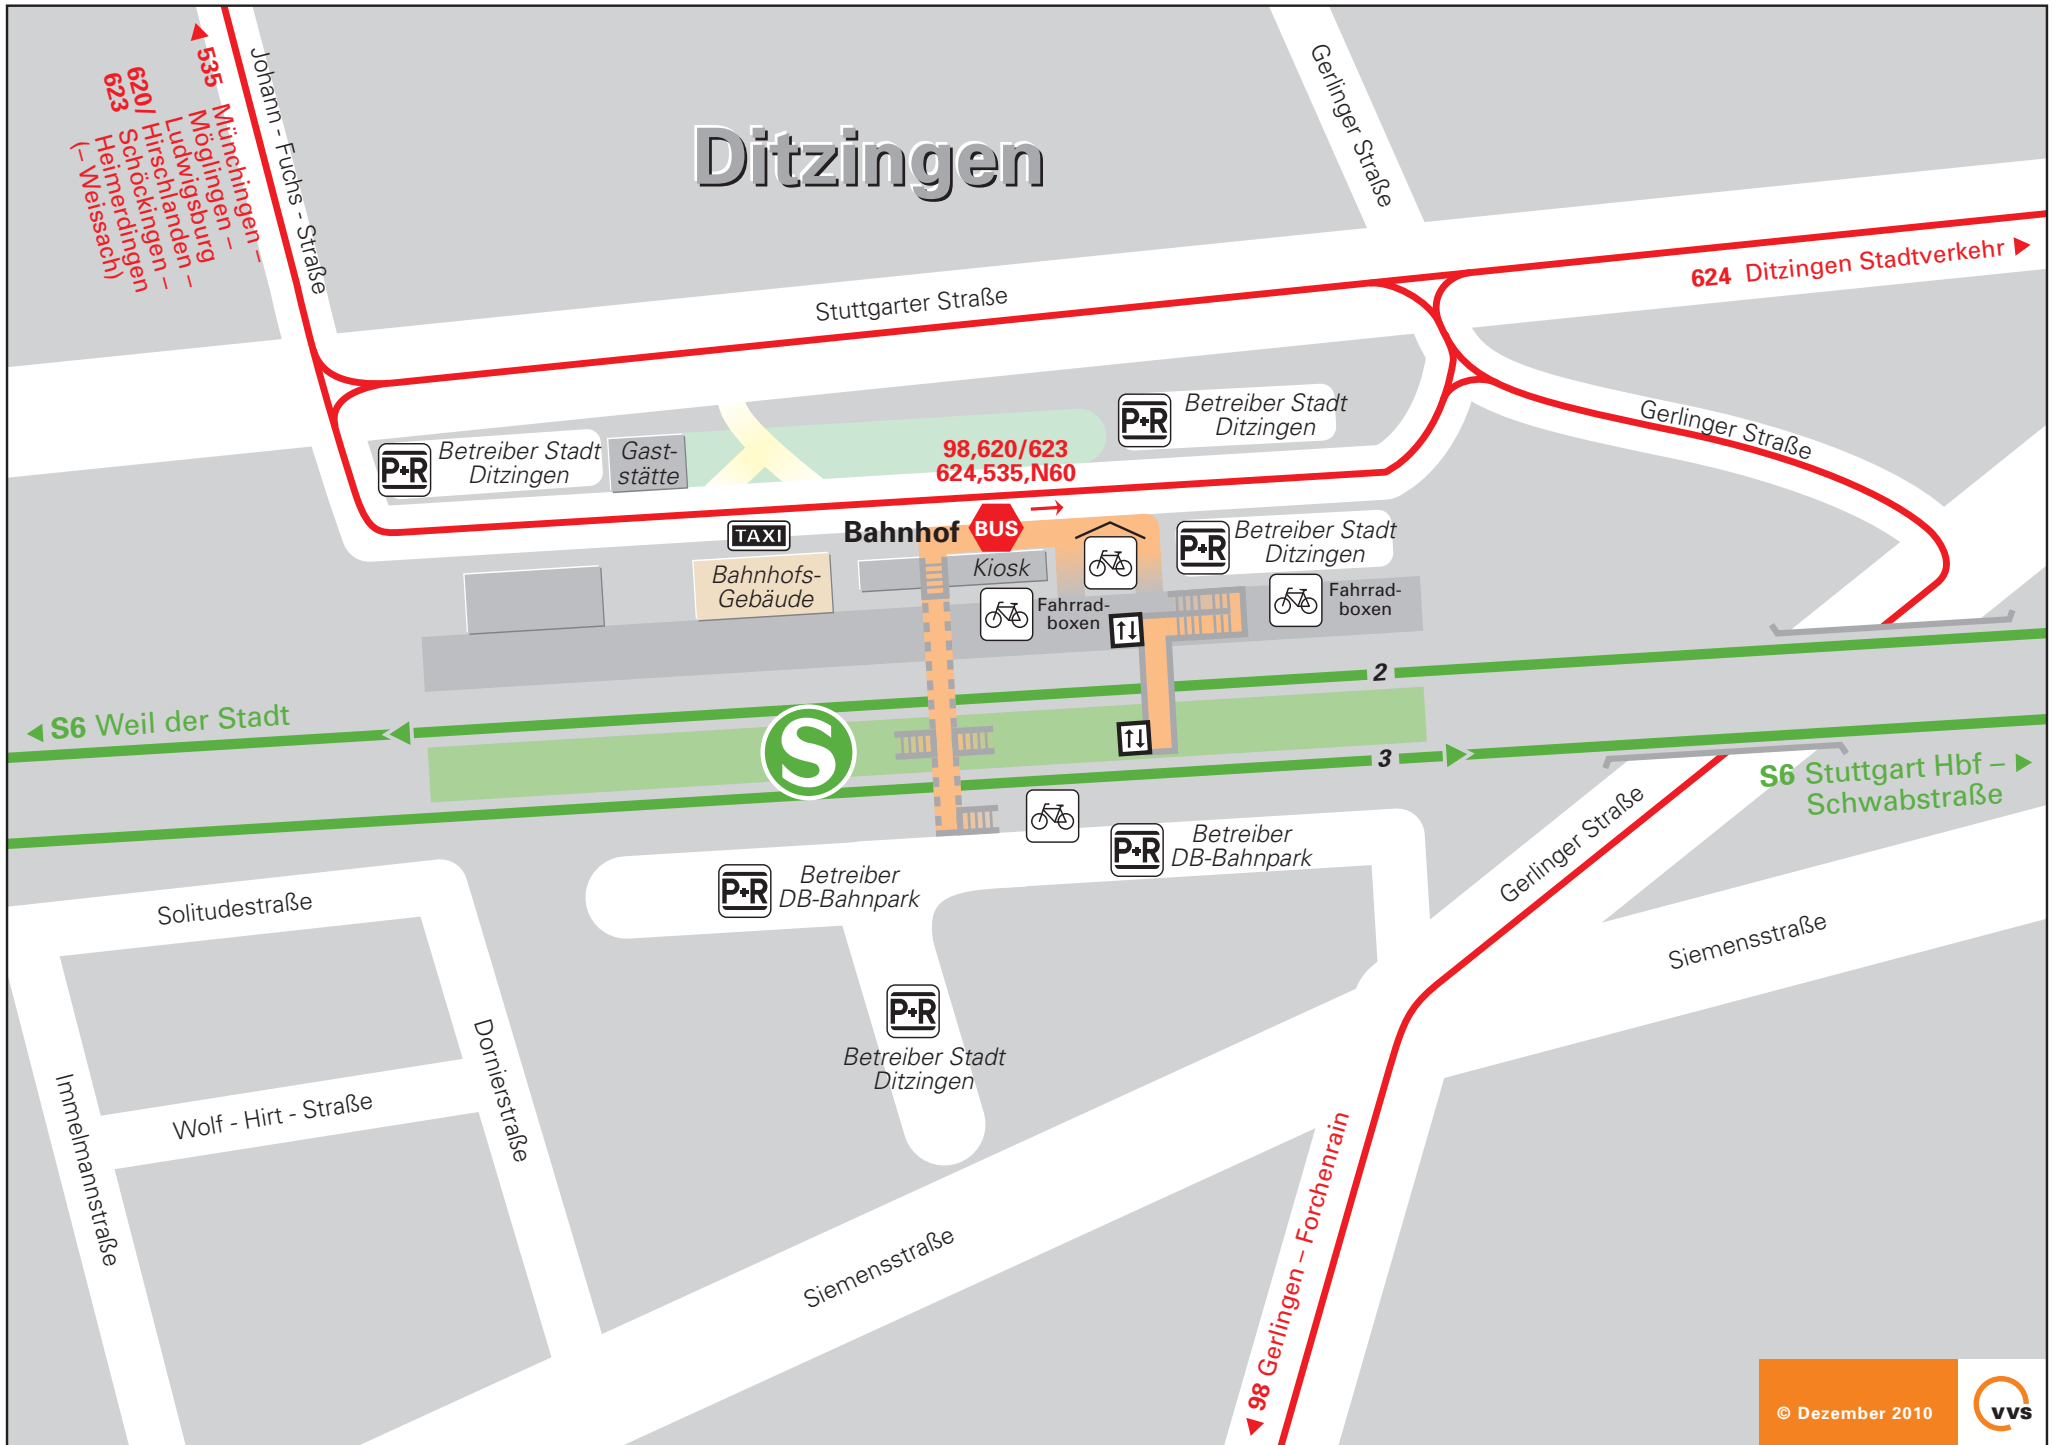 Ditzingen
535 Münchingen –
Möglingen –
Ludwigsburg
620/ Hirschlanden –
623 Schöckingen –
Heimerdingen
(– Weissach)
Johann - Fuchs - Straße
Gerlinger Straße
Stuttgarter Straße
624 Ditzingen Stadtverkehr
P+R
Betreiber Stadt
Ditzingen
Gast-
stätte
98,620/623
624,535,N60
P+R
Betreiber Stadt
Ditzingen
Gerlinger Straße
TAXI
Bahnhof
BUS
P+R
Betreiber Stadt
Ditzingen
Bahnhofs-
Gebäude
Kiosk
Fahrrad-
boxen
Fahrrad-
boxen
2
S6 Weil der Stadt
S
3
S6 Stuttgart Hbf –
Schwabstraße
Gerlinger Straße
P+R
Betreiber
DB-Bahnpark
P+R
Betreiber
DB-Bahnpark
Solitudestraße
Siemensstraße
P+R
Betreiber Stadt
Ditzingen
Dornierstraße
Wolf - Hirt - Straße
Immelmannstraße
Siemensstraße
98 Gerlingen – Forchenrain
© Dezember 2010
vvs